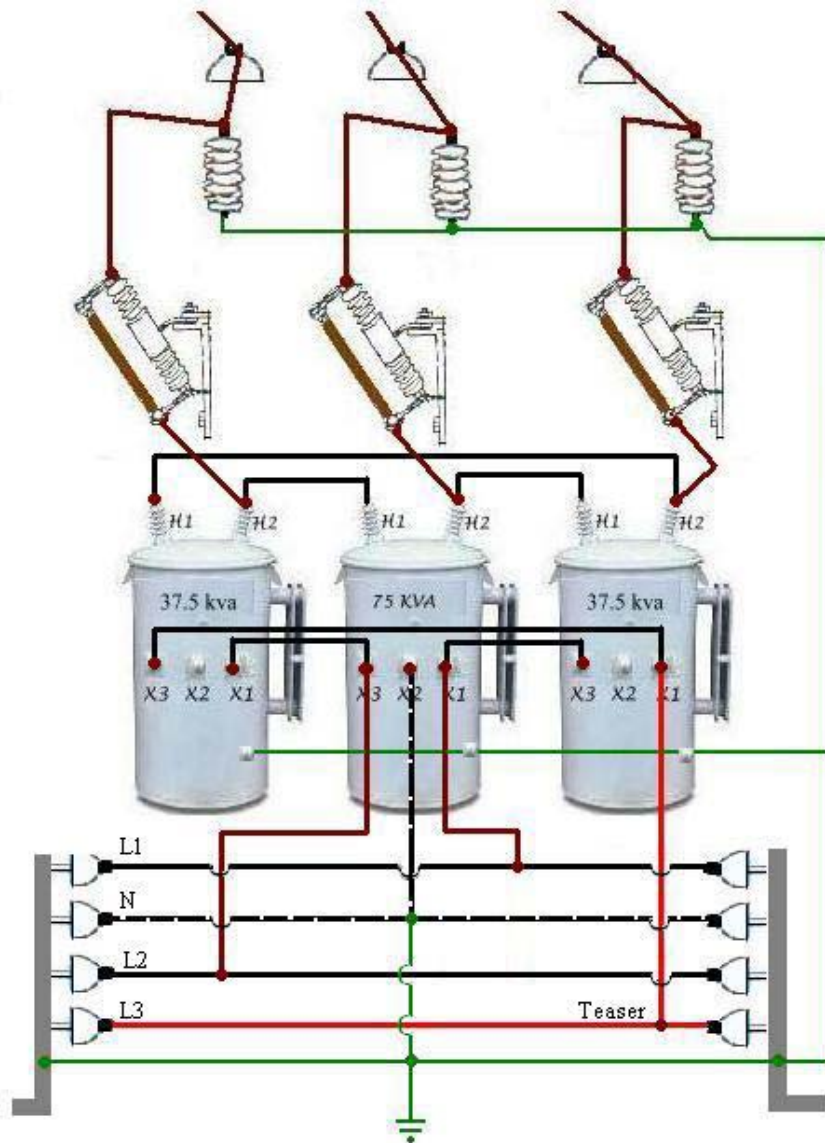 H1 H2 H1 H2 H1 H2
37.5 kva 75 KVA 37.5 kva
X3 X2 X1 X3 X2 X1 X3 X2 X1
L1
N
L2
L3 Teaser